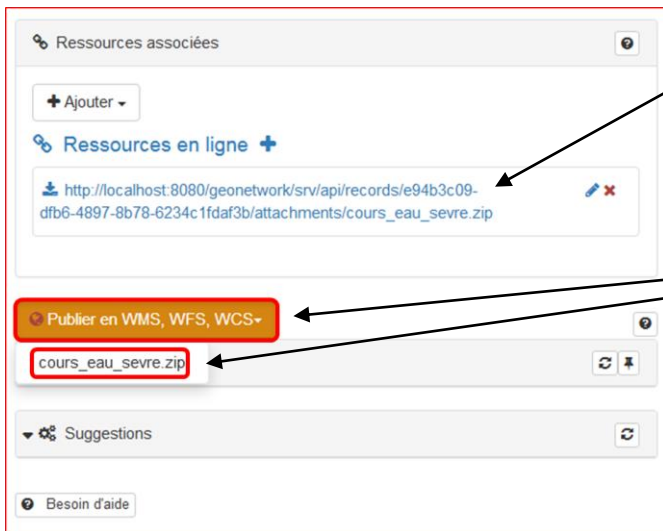 Ressources associées
Ajouter
Ressources en ligne
http://localhost:8080/geonetwork/srv/api/records/e94b3c09-
dfb6-4897-8b78-6234c1fdaf3b/attachments/cours_eau_sevre.zip
Publier en WMS, WFS, WCS
cours_eau_sevre.zip
Suggestions
Besoin d'aide